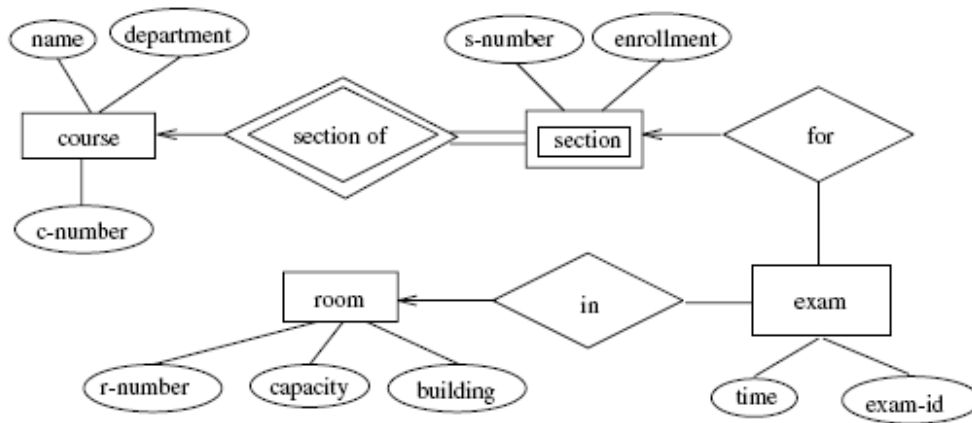 name
department
s-number
enrollment
course
section of
section
for
c-number
room
in
exam
r-number
capacity
building
time
exam-id